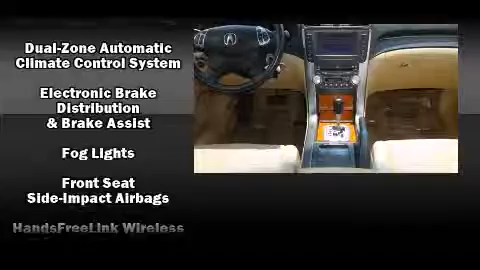 Dual-Zone Automatic
Climate Control System
Electronic Brake
Distribution
& Brake Assist
Fog Lights
Front Seat
Side-Impact Airbags
HandsFreeLink Wireless